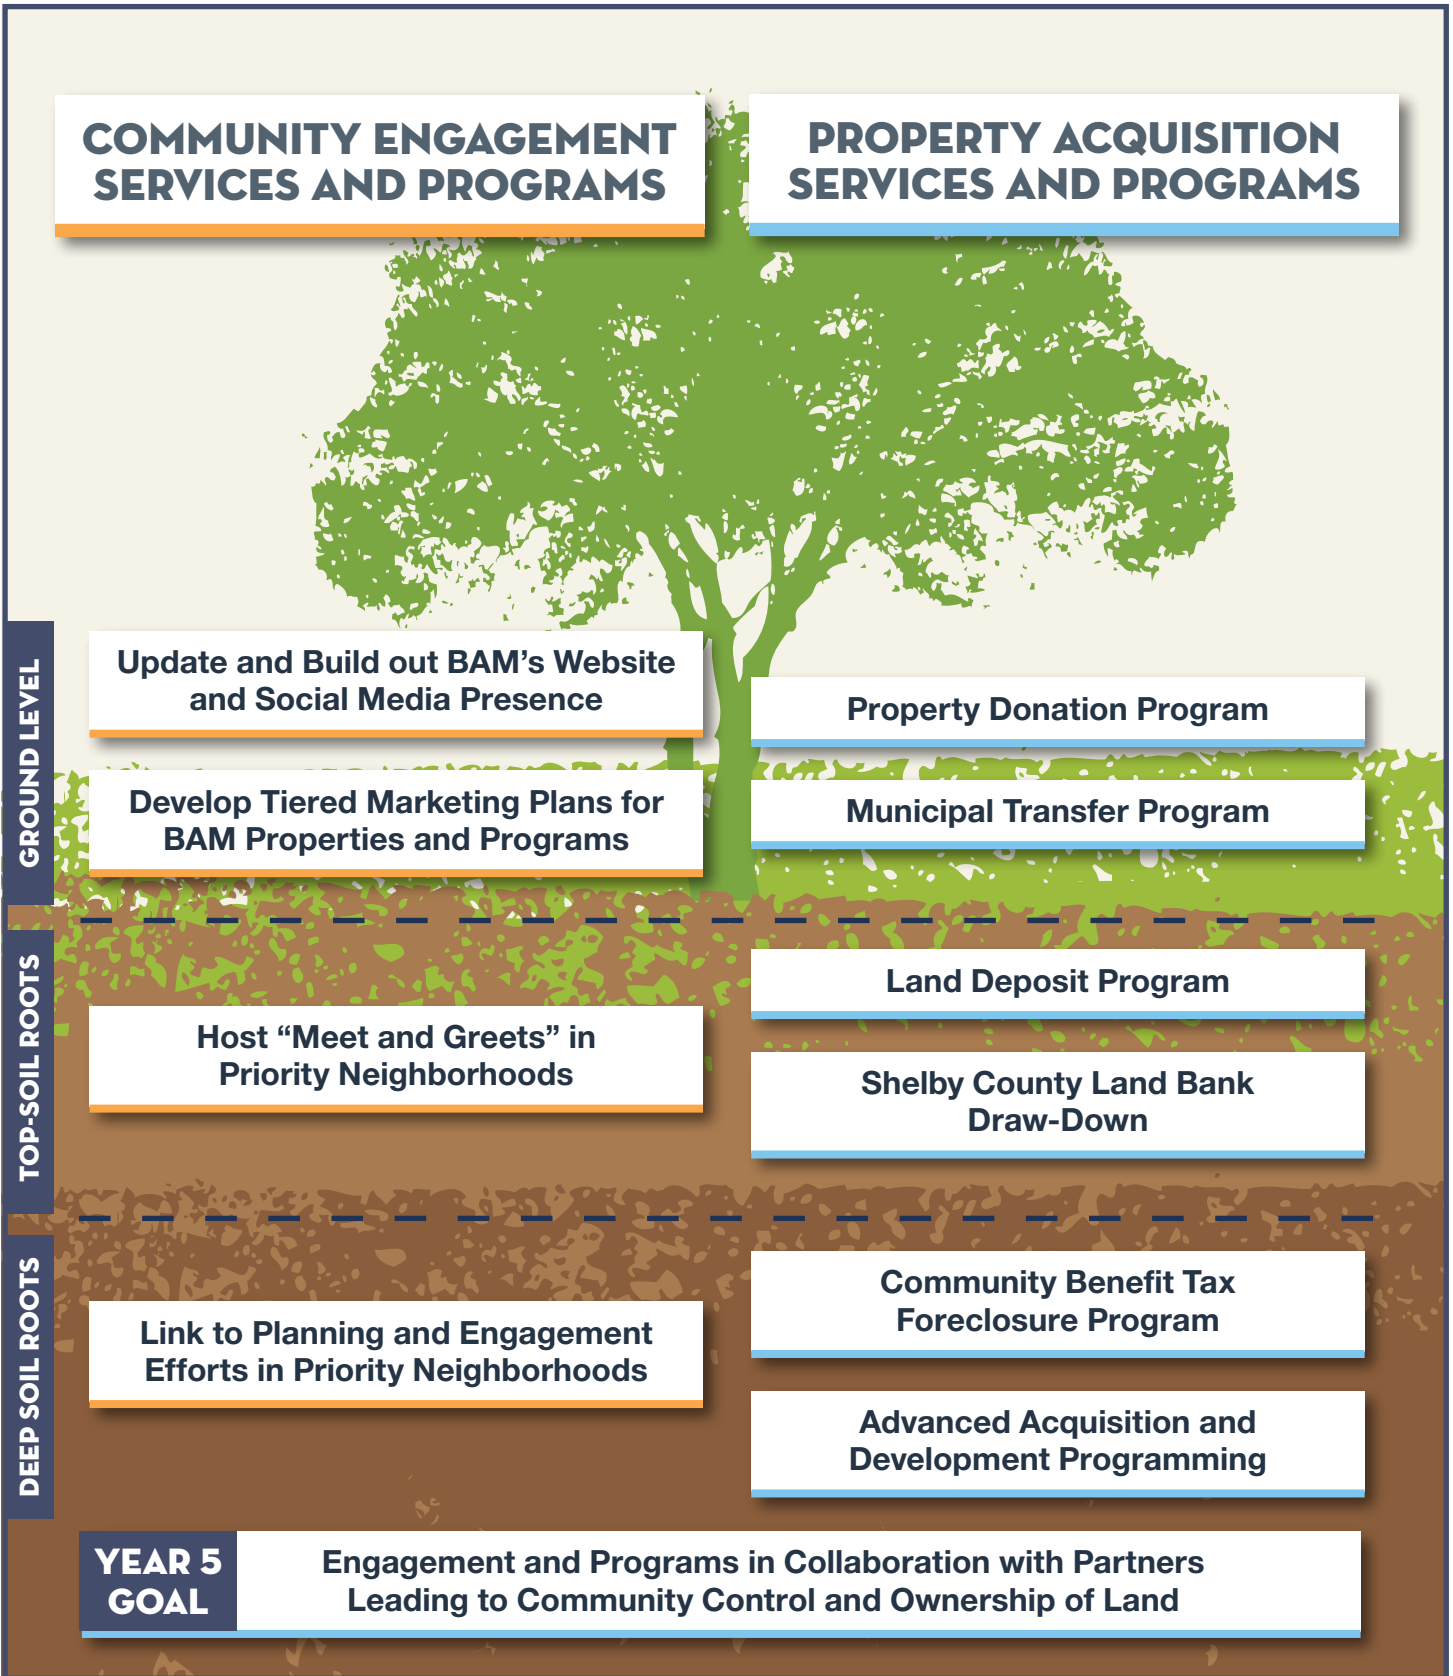 COMMUNITY ENGAGEMENT
SERVICES AND PROGRAMS
PROPERTY ACQUISITION
SERVICES AND PROGRAMS
GROUND LEVEL
Update and Build out BAM’s Website
and Social Media Presence
Develop Tiered Marketing Plans for
BAM Properties and Programs
Property Donation Program
Municipal Transfer Program
TOP-SOIL ROOTS
Host “Meet and Greets” in
Priority Neighborhoods
Land Deposit Program
Shelby County Land Bank
Draw-Down
DEEP SOIL ROOTS
Link to Planning and Engagement
Efforts in Priority Neighborhoods
Community Benefit Tax
Foreclosure Program
Advanced Acquisition and
Development Programming
YEAR 5
GOAL
Engagement and Programs in Collaboration with Partners
Leading to Community Control and Ownership of Land